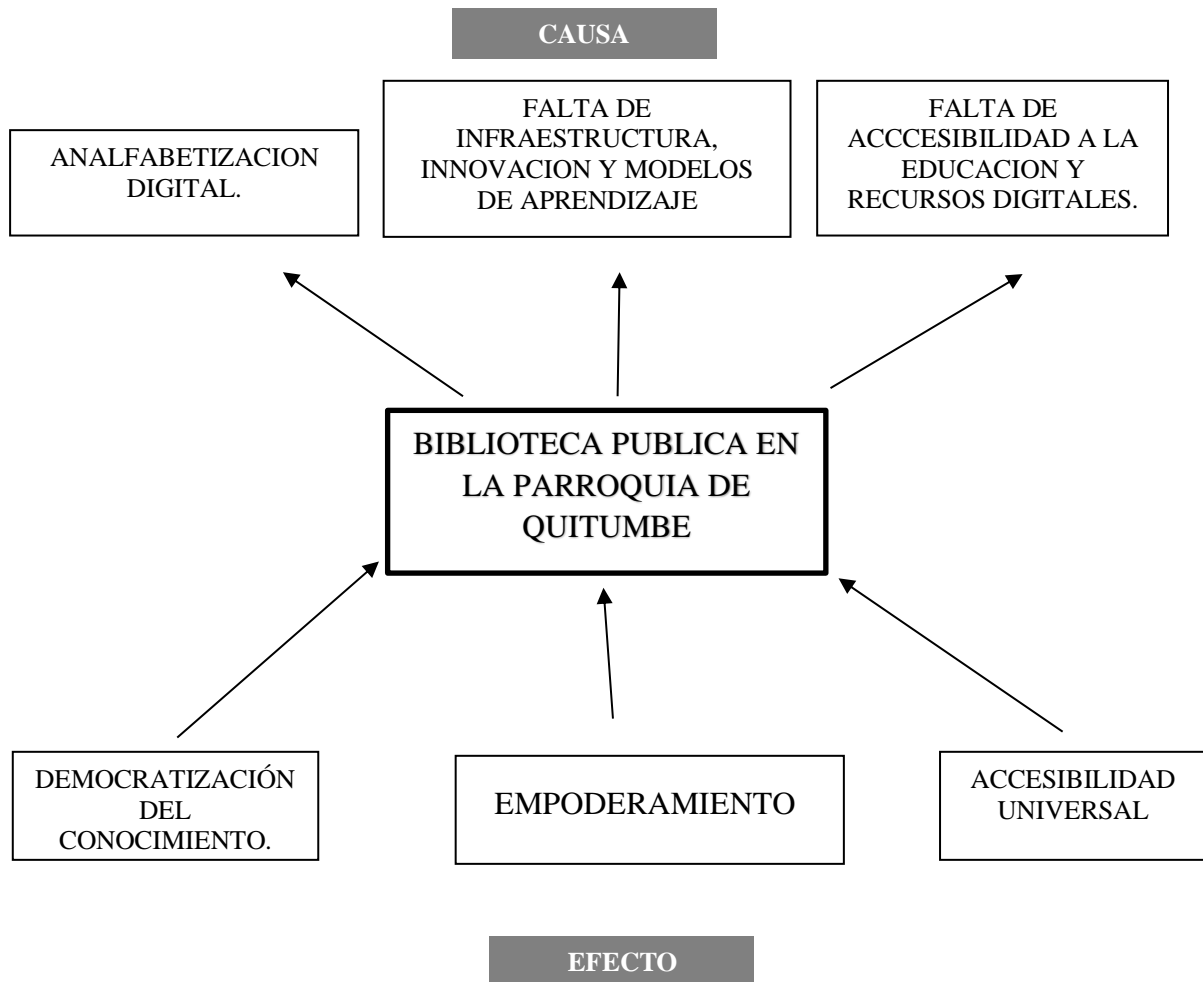 CAUSA
ANALFABETIZACION
DIGITAL.
FALTA DE
INFRAESTRUCTURA,
INNOVACION Y MODELOS
DE APRENDIZAJE
FALTA DE
ACCCESIBILIDAD A LA
EDUCACION Y
RECURSOS DIGITALES.
BIBLIOTECA PUBLICA EN
LA PARROQUIA DE
QUITUMBE
DEMOCRATIZACIÓN
DEL
CONOCIMIENTO.
EMPODERAMIENTO
ACCESIBILIDAD
UNIVERSAL
EFECTO